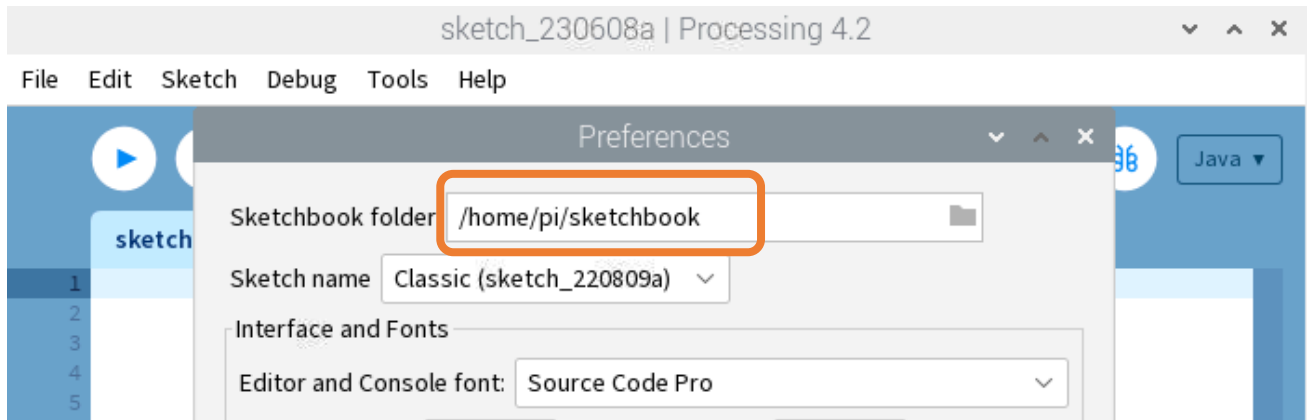 sketch_230608a | Processing 4.2
File Edit Sketch Debug Tools Help
Preferences
Java ▾
Sketchbook folder /home/pi/sketchbook
sketch
Sketch name Classic (sketch_220809a)
1
Interface and Fonts
2
3
Editor and Console font: Source Code Pro
4
5